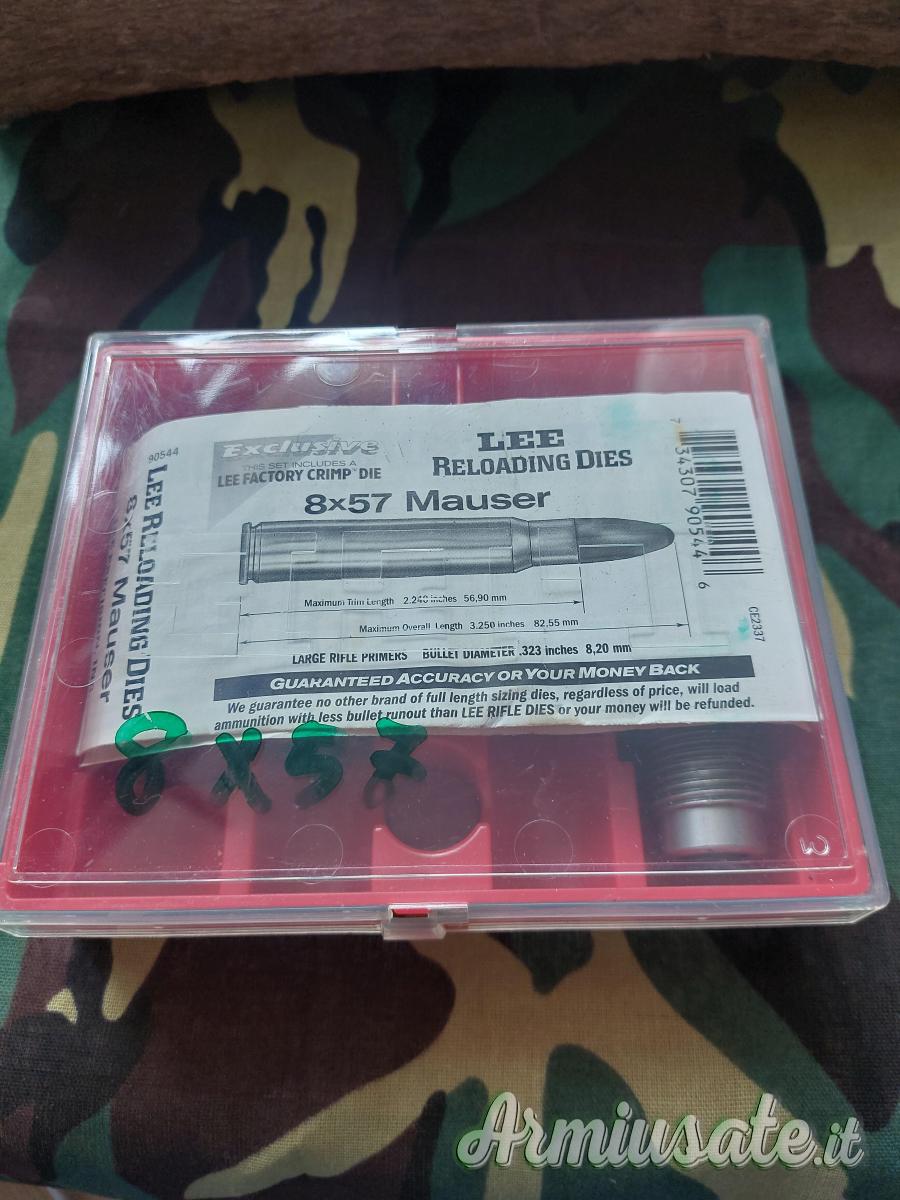 90544
LEE RELOADING DIES
8x57 Mauser
Exclusive
THIS SET INCLUDES A
LEE FACTORY CRIMP™ DIE
LEE
RELOADING DIES
8x57 Mauser
Maximum Trim Length 2.240 inches 56,90 mm
Maximum Overall Length 3.250 inches 82,55 mm
LARGE RIFLE PRIMERS BULLET DIAMETER .323 inches 8,20 mm
GUARANTEED ACCURACY OR YOUR MONEY BACK
We guarantee no other brand of full length sizing dies, regardless of price, will load
ammunition with less bullet runout than LEE RIFLE DIES or your money will be refunded.
7 34307 90544 6
CE2337
8x57
3
Armiusate.it